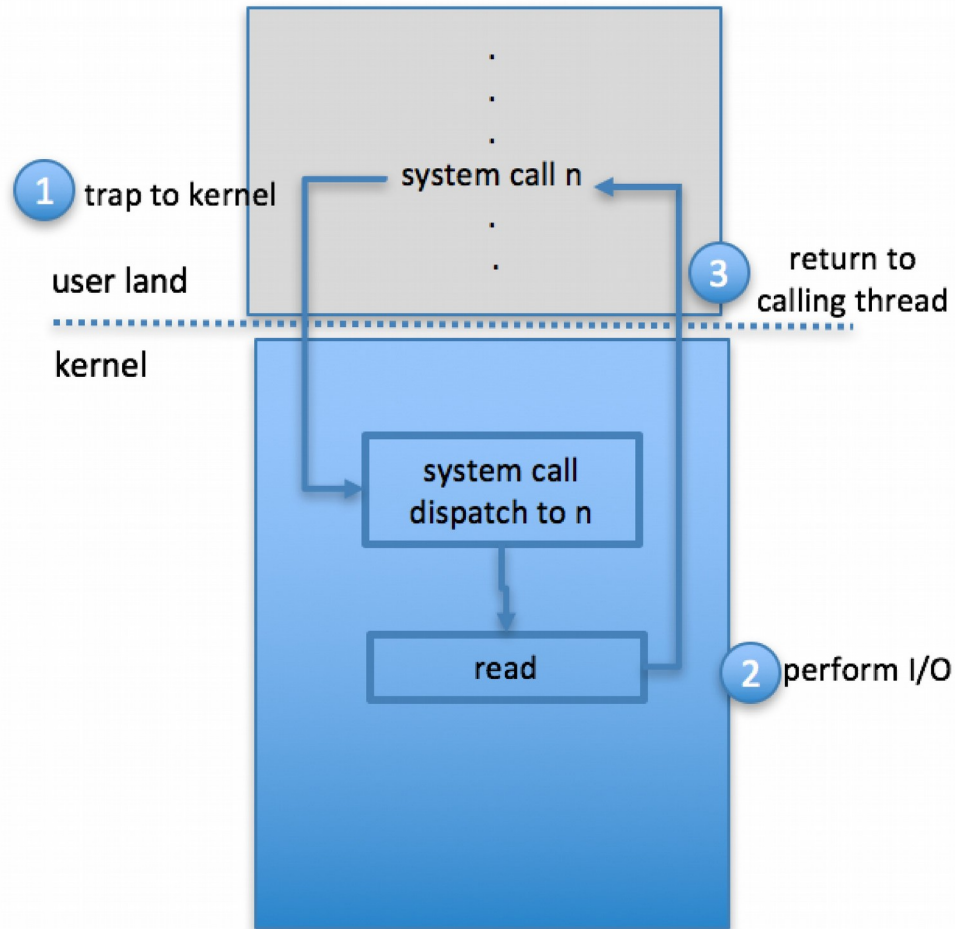 .
.
.
system call n
.
.
1
trap to kernel
user land
3
return to
calling thread
kernel
system call
dispatch to n
read
2
perform I/O